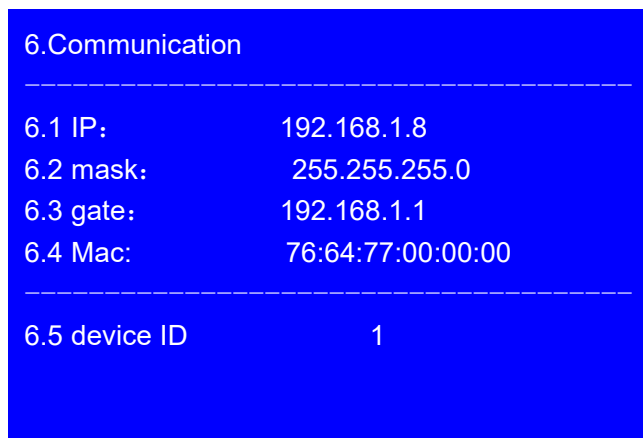 6.Communication
6.1 IP： 192.168.1.8
6.2 mask： 255.255.255.0
6.3 gate： 192.168.1.1
6.4 Mac: 76:64:77:00:00:00
6.5 device ID 1